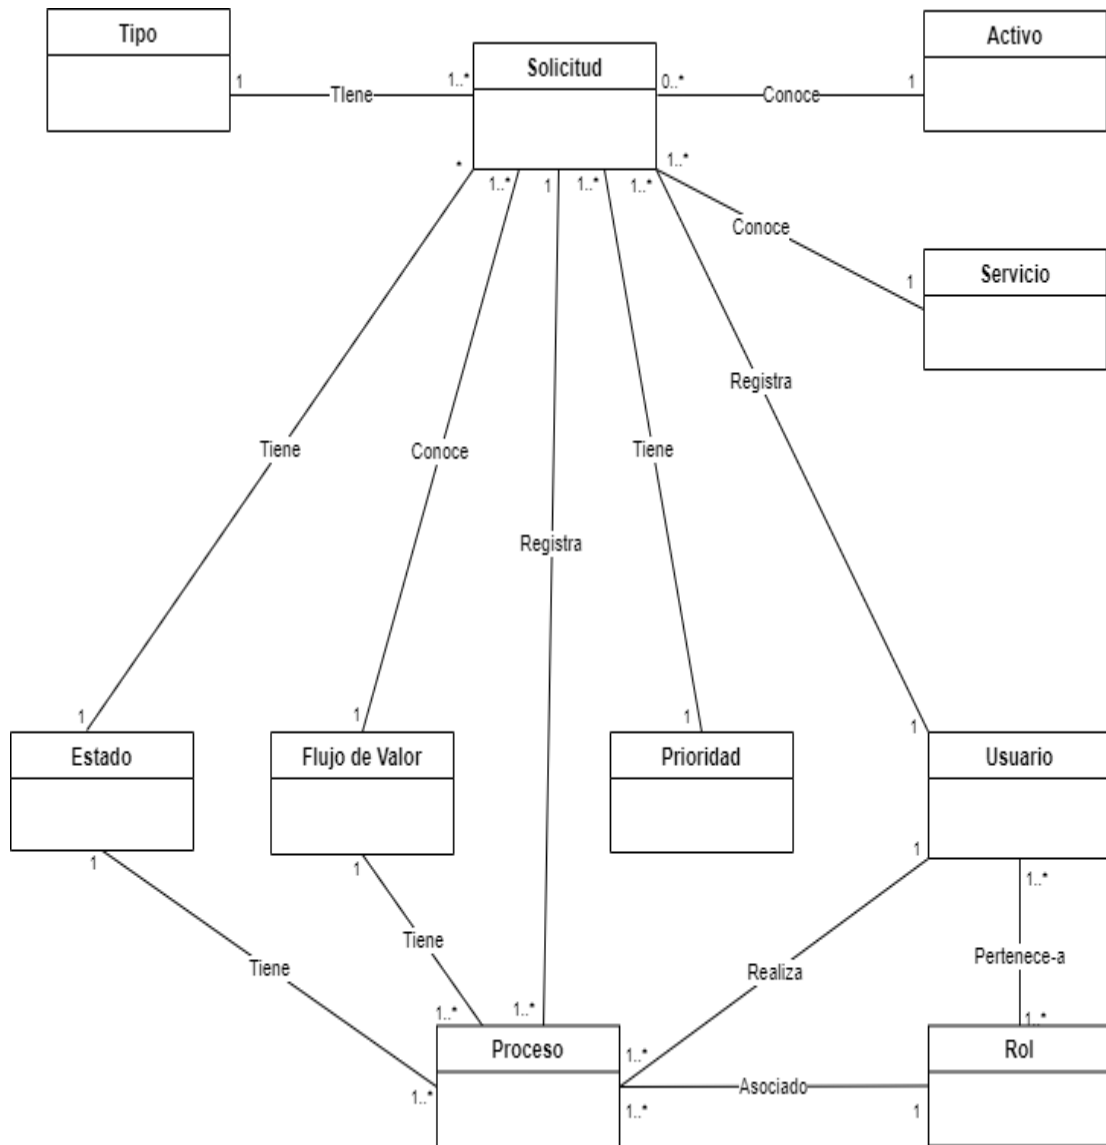 Tipo
Solicitud
Activo
1
TIene
1..*
0..*
Conoce
1
*
1..*
1
1..*
1..*
1..*
Conoce
1
Servicio
Registra
Tiene
Conoce
Tiene
Registra
1
1
1
1
Estado
Flujo de Valor
Prioridad
Usuario
1
1
1
1..*
Tiene
Tiene
Realiza
Pertenece-a
1..*
1..*
1..*
Proceso
Rol
1..*
1..*
1..*
Asociado
1